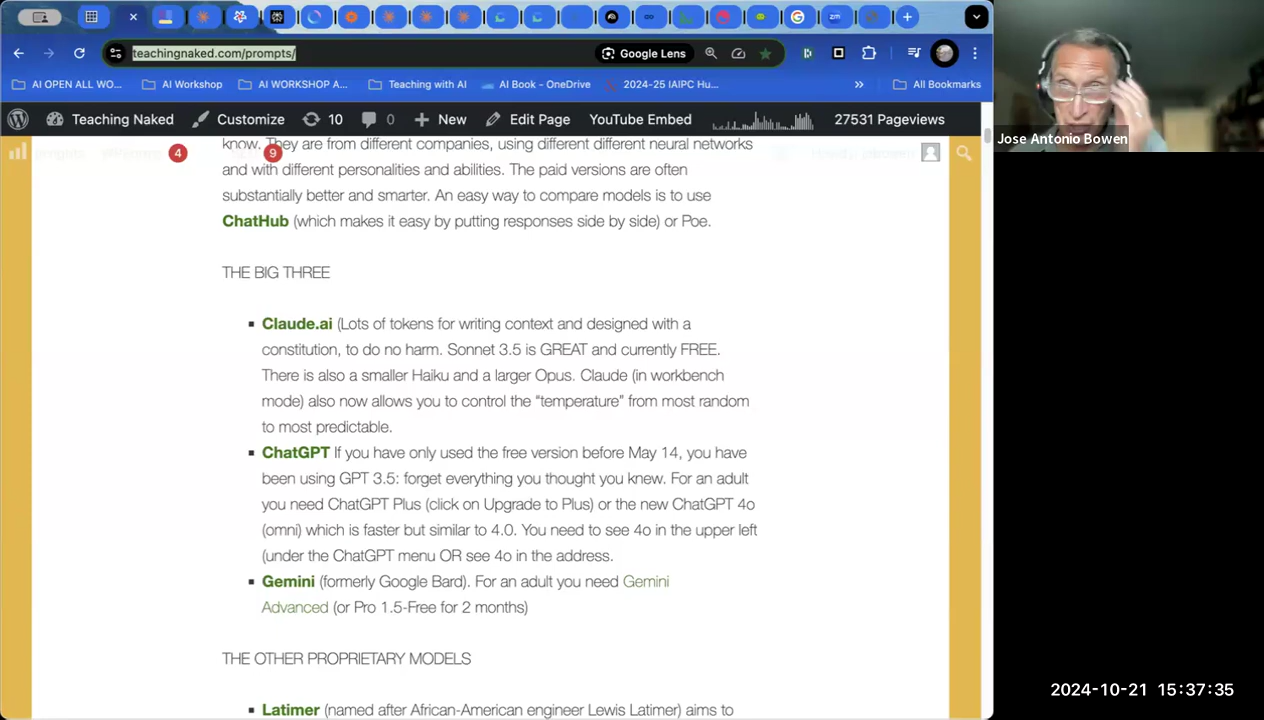 teachingnaked.com/prompts/
Google Lens
AI OPEN ALL WO...
AI Workshop
AI WORKSHOP A...
Teaching with AI
AI Book - OneDrive
2024-25 IAIPC Hu...
»
All Bookmarks
Teaching Naked
Customize
10
0
New
Edit Page
YouTube Embed
27531 Pageviews
4
9
know. They are from different companies, using different different neural networks
and with different personalities and abilities. The paid versions are often
substantially better and smarter. An easy way to compare models is to use
ChatHub (which makes it easy by putting responses side by side) or Poe.
THE BIG THREE
Claude.ai (Lots of tokens for writing context and designed with a
constitution, to do no harm. Sonnet 3.5 is GREAT and currently FREE.
There is also a smaller Haiku and a larger Opus. Claude (in workbench
mode) also now allows you to control the “temperature” from most random
to most predictable.
ChatGPT If you have only used the free version before May 14, you have
been using GPT 3.5: forget everything you thought you knew. For an adult
you need ChatGPT Plus (click on Upgrade to Plus) or the new ChatGPT 4o
(omni) which is faster but similar to 4.0. You need to see 4o in the upper left
(under the ChatGPT menu OR see 4o in the address.
Gemini (formerly Google Bard). For an adult you need Gemini
Advanced (or Pro 1.5-Free for 2 months)
THE OTHER PROPRIETARY MODELS
Latimer (named after African-American engineer Lewis Latimer) aims to
Jose Antonio Bowen
2024-10-21 15:37:35